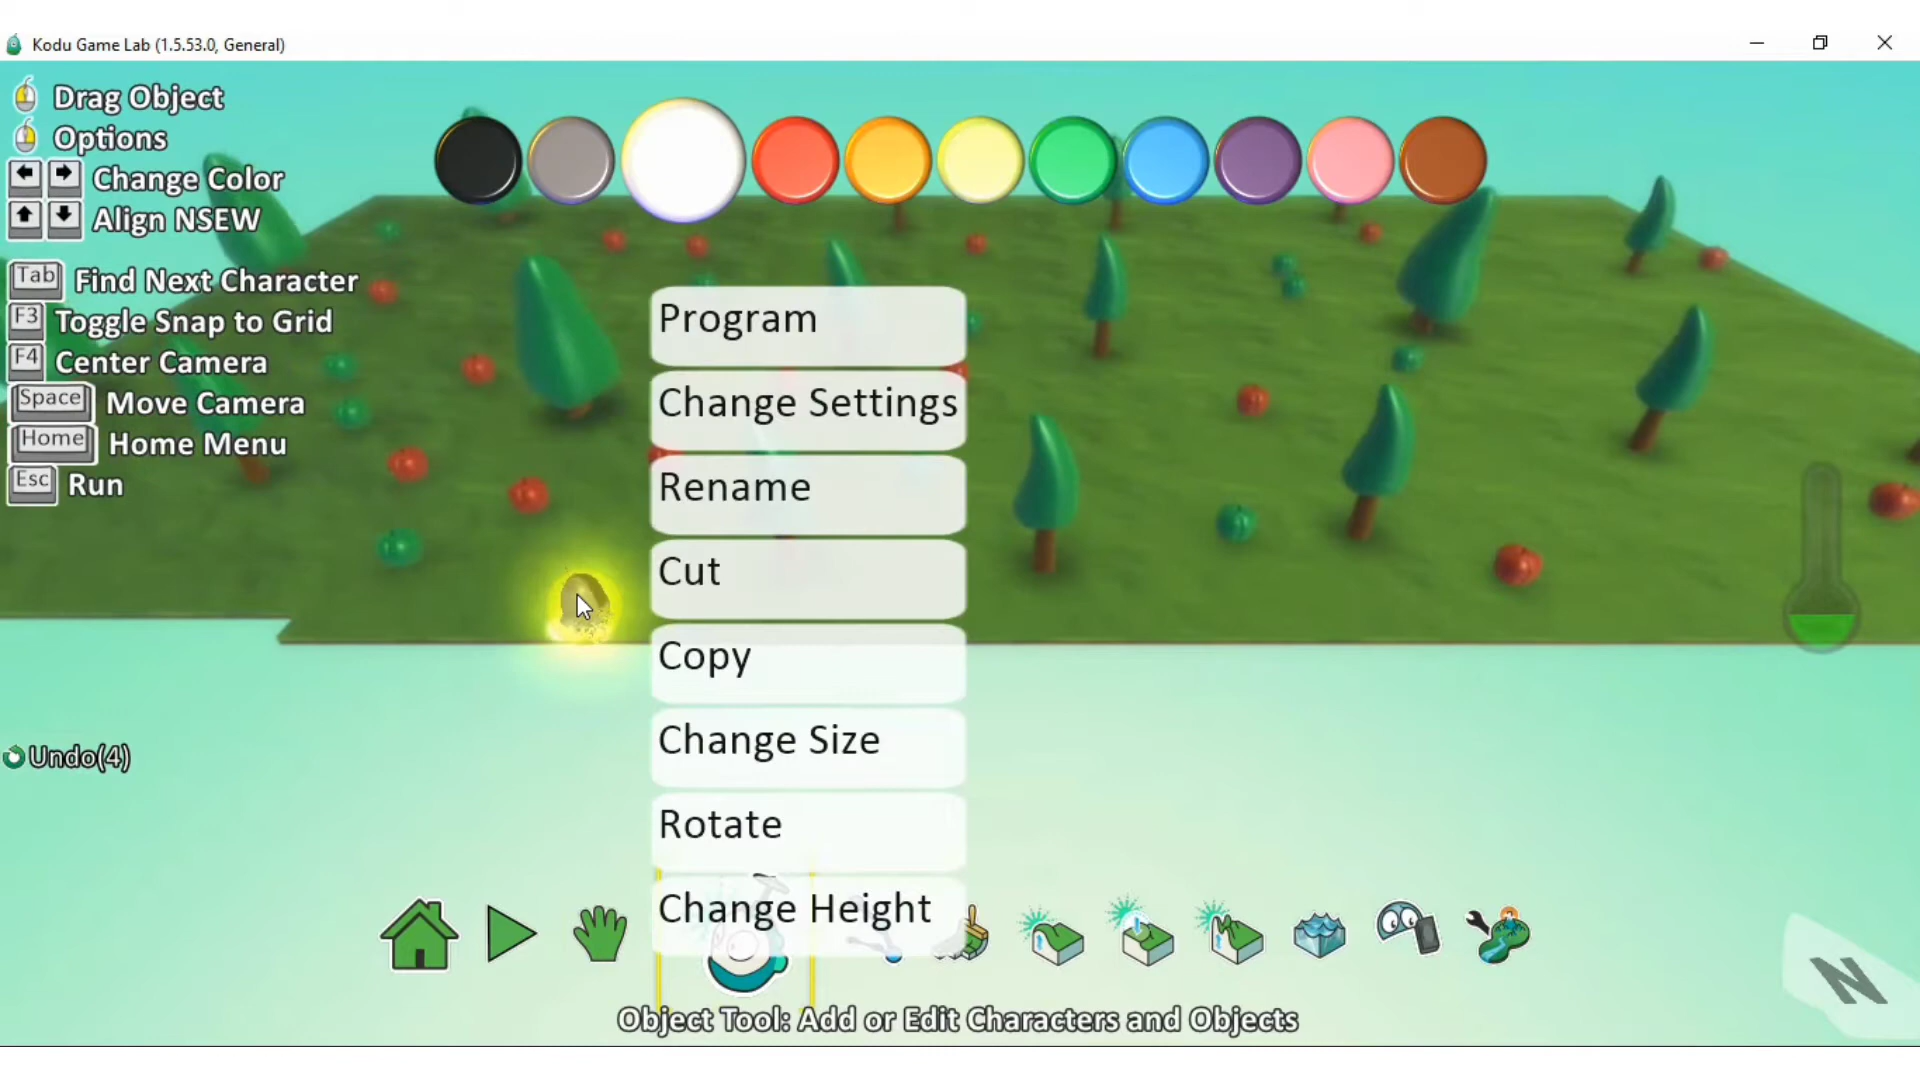 Kodu Game Lab (1.5.53.0, General)
Drag Object
Options
Change Color
Align NSEW
Tab Find Next Character
F3 Toggle Snap to Grid
F4 Center Camera
Space Move Camera
Home Home Menu
Esc Run
Program
Change Settings
Rename
Cut
Copy
Change Size
Rotate
Change Height
Undo(4)
Object Tool: Add or Edit Characters and Objects
N